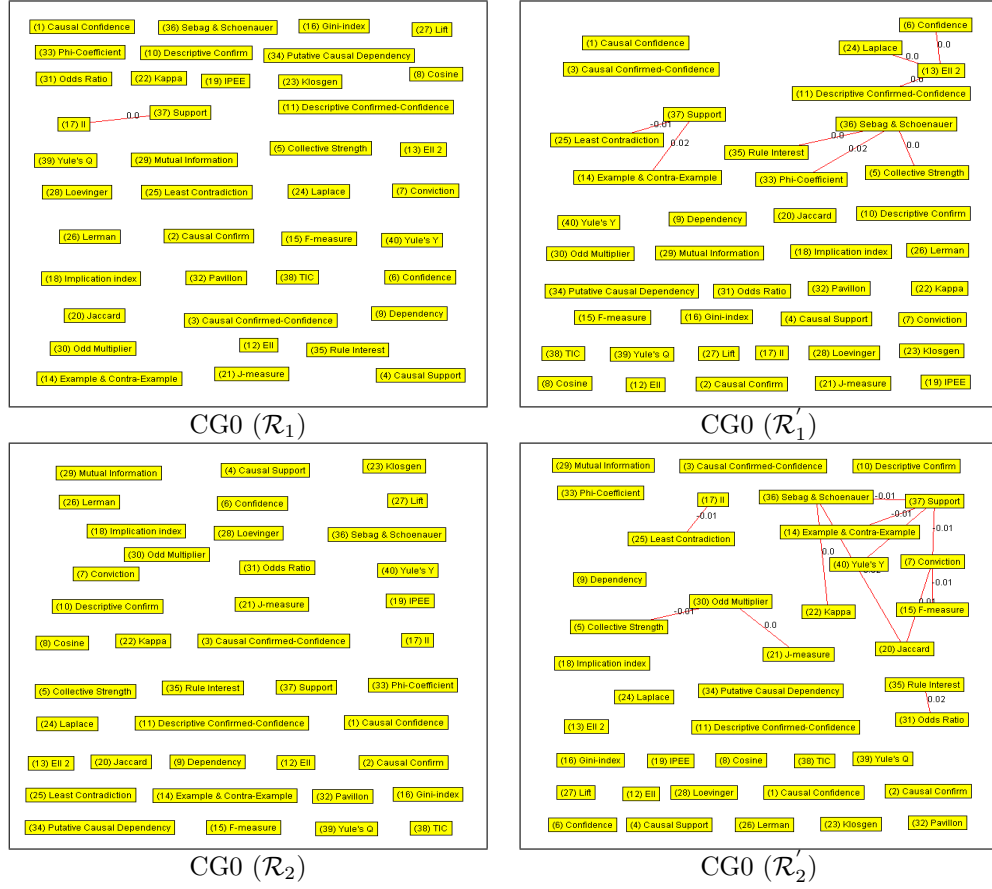 (1) Causal Confidence (36) Sebag & Schoenauer (16) Gini-index (27) Lift
(33) Phi-Coefficient (10) Descriptive Confirm (34) Putative Causal Dependency
(31) Odds Ratio (22) Kappa (19) IPEE (23) Klosgen (8) Cosine
(11) Descriptive Confirmed-Confidence
(17) II 0.0 (37) Support
(39) Yule's Q (29) Mutual Information (5) Collective Strength (13) EII 2
(28) Loevinger (25) Least Contradiction (24) Laplace (7) Conviction
(26) Lerman (2) Causal Confirm (15) F-measure (40) Yule's Y
(18) Implication index (32) Pavillon (38) TIC (6) Confidence
(20) Jaccard (3) Causal Confirmed-Confidence (9) Dependency
(30) Odd Multiplier (12) EII (35) Rule Interest
(14) Example & Contra-Example (21) J-measure (4) Causal Support
CG0 (R₁)
(6) Confidence
(1) Causal Confidence (24) Laplace 0.0
(3) Causal Confirmed-Confidence 0.0 (13) EII 2
0.0
(11) Descriptive Confirmed-Confidence
(37) Support (36) Sebag & Schoenauer
-0.01 0.0
(25) Least Contradiction 0.02 (35) Rule Interest 0.02 0.0
(14) Example & Contra-Example (33) Phi-Coefficient (5) Collective Strength
(40) Yule's Y (9) Dependency (20) Jaccard (10) Descriptive Confirm
(30) Odd Multiplier (29) Mutual Information (18) Implication index (26) Lerman
(34) Putative Causal Dependency (31) Odds Ratio (32) Pavillon (22) Kappa
(15) F-measure (16) Gini-index (4) Causal Support (7) Conviction
(38) TIC (39) Yule's Q (27) Lift (17) II (28) Loevinger (23) Klosgen
(8) Cosine (12) EII (2) Causal Confirm (21) J-measure (19) IPEE
CG0 (R₁′)
(29) Mutual Information (4) Causal Support (23) Klosgen
(26) Lerman (6) Confidence (27) Lift
(18) Implication index (28) Loevinger (36) Sebag & Schoenauer
(30) Odd Multiplier
(7) Conviction (31) Odds Ratio (40) Yule's Y
(10) Descriptive Confirm (21) J-measure (19) IPEE
(8) Cosine (22) Kappa (3) Causal Confirmed-Confidence (17) II
(5) Collective Strength (35) Rule Interest (37) Support (33) Phi-Coefficient
(24) Laplace (11) Descriptive Confirmed-Confidence (1) Causal Confidence
(13) EII 2 (20) Jaccard (9) Dependency (12) EII (2) Causal Confirm
(25) Least Contradiction (14) Example & Contra-Example (32) Pavillon (16) Gini-index
(34) Putative Causal Dependency (15) F-measure (39) Yule's Q (38) TIC
CG0 (R₂)
(29) Mutual Information (3) Causal Confirmed-Confidence (10) Descriptive Confirm
(33) Phi-Coefficient (17) II (36) Sebag & Schoenauer -0.01 (37) Support
-0.01 -0.01
(25) Least Contradiction (14) Example & Contra-Example -0.01
0.0 (40) Yule's Y (7) Conviction
(9) Dependency -0.01
(30) Odd Multiplier 0.01
-0.01 (22) Kappa (15) F-measure
(5) Collective Strength 0.0
(21) J-measure (20) Jaccard
(18) Implication index
(24) Laplace (34) Putative Causal Dependency (35) Rule Interest
0.02
(13) EII 2 (11) Descriptive Confirmed-Confidence (31) Odds Ratio
(16) Gini-index (19) IPEE (8) Cosine (38) TIC (39) Yule's Q
(27) Lift (12) EII (28) Loevinger (1) Causal Confidence (2) Causal Confirm
(6) Confidence (4) Causal Support (26) Lerman (23) Klosgen (32) Pavillon
CG0 (R₂′)